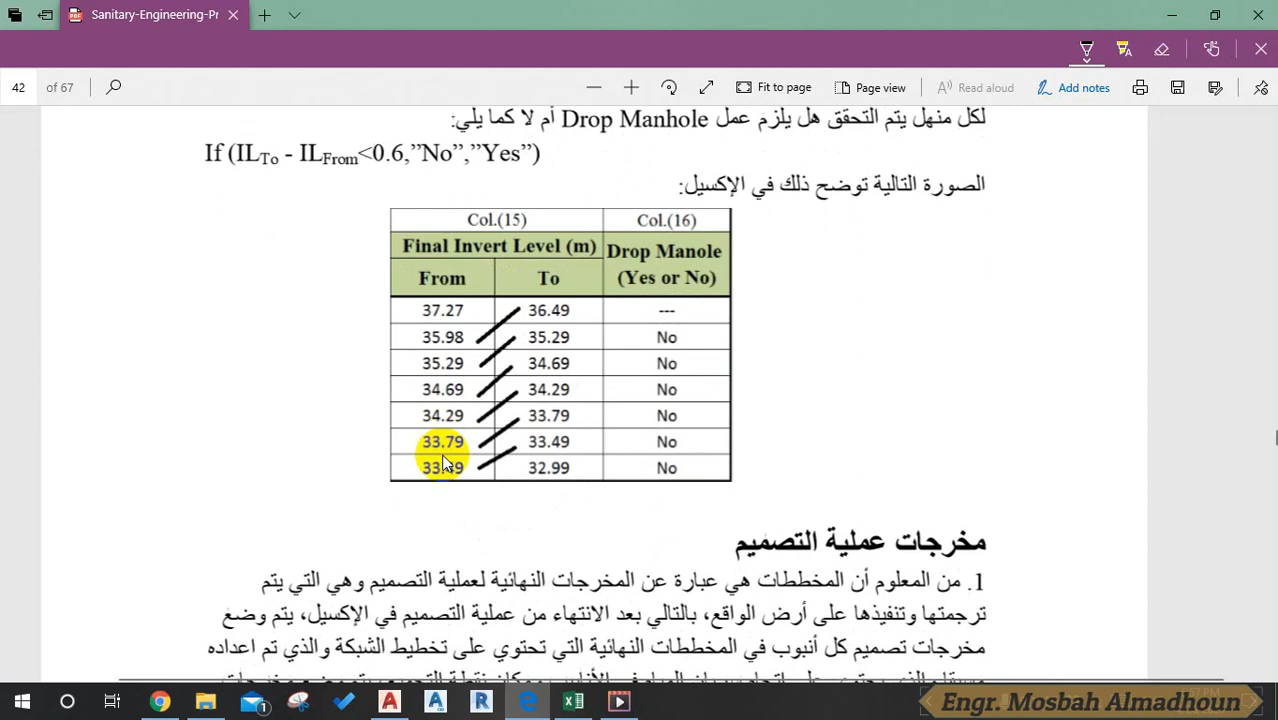 Sanitary-Engineering-Pr
42 of 67
Fit to page
Page view
Read aloud
Add notes
لكل منهل يتم التحقق هل يلزم عمل Drop Manhole أم لا كما يلي:
If (ILTo - ILFrom<0.6,”No”,”Yes”)
الصورة التالية توضح ذلك في الإكسيل:
Col.(15) Col.(16)
Final Invert Level (m) Drop Manole
From To (Yes or No)
37.27 36.49 ---
35.98 35.29 No
35.29 34.69 No
34.69 34.29 No
34.29 33.79 No
33.79 33.49 No
33.49 32.99 No
مخرجات عملية التصميم
1. من المعلوم أن المخططات هي عبارة عن المخرجات النهائية لعملية التصميم وهي التي يتم
ترجمتها وتنفيذها على أرض الواقع، بالتالي بعد الانتهاء من عملية التصميم في الإكسيل، يتم وضع
مخرجات تصميم كل أنبوب في المخططات النهائية التي تحتوي على تخطيط الشبكة والذي تم اعداده
Engr. Mosbah Almadhoun